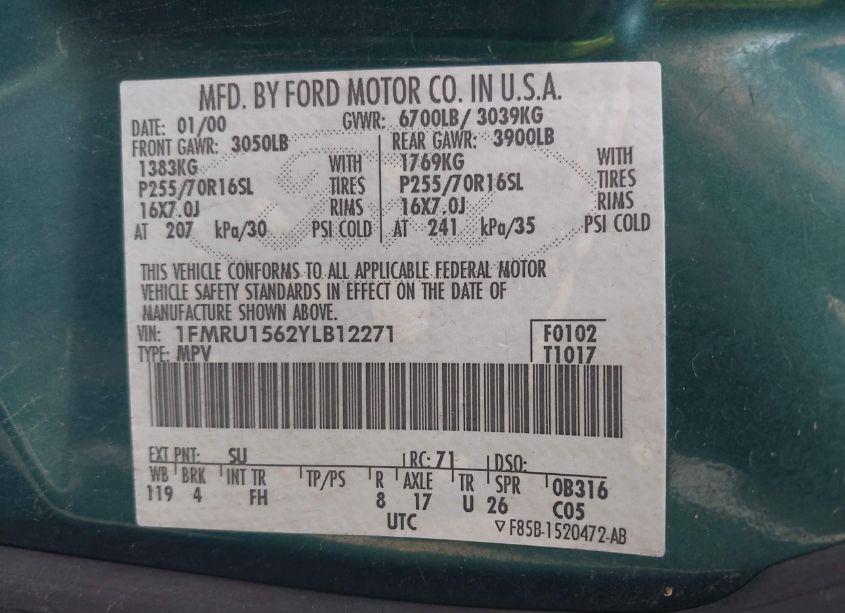 MFD. BY FORD MOTOR CO. IN U.S.A.
DATE: 01/00 GVWR: 6700LB/ 3039KG
FRONT GAWR: 3050LB REAR GAWR: 3900LB
1383KG WITH 1769KG WITH
P255/70R16SL TIRES P255/70R16SL TIRES
16X7.0J RIMS 16X7.0J RIMS
AT 207 kPa/30 PSI COLD AT 241 kPa/35 PSI COLD
THIS VEHICLE CONFORMS TO ALL APPLICABLE FEDERAL MOTOR
VEHICLE SAFETY STANDARDS IN EFFECT ON THE DATE OF
MANUFACTURE SHOWN ABOVE.
VIN: 1FMRU1562YLB12271 F0102
TYPE: MPV T1017
EXT PNT: SU RC: 71 DSO:
WB BRK INT TR TP/PS R AXLE TR SPR 0B316
119 4 FH 8 17 U 26 C05
UTC ▽ F85B-1520472-AB